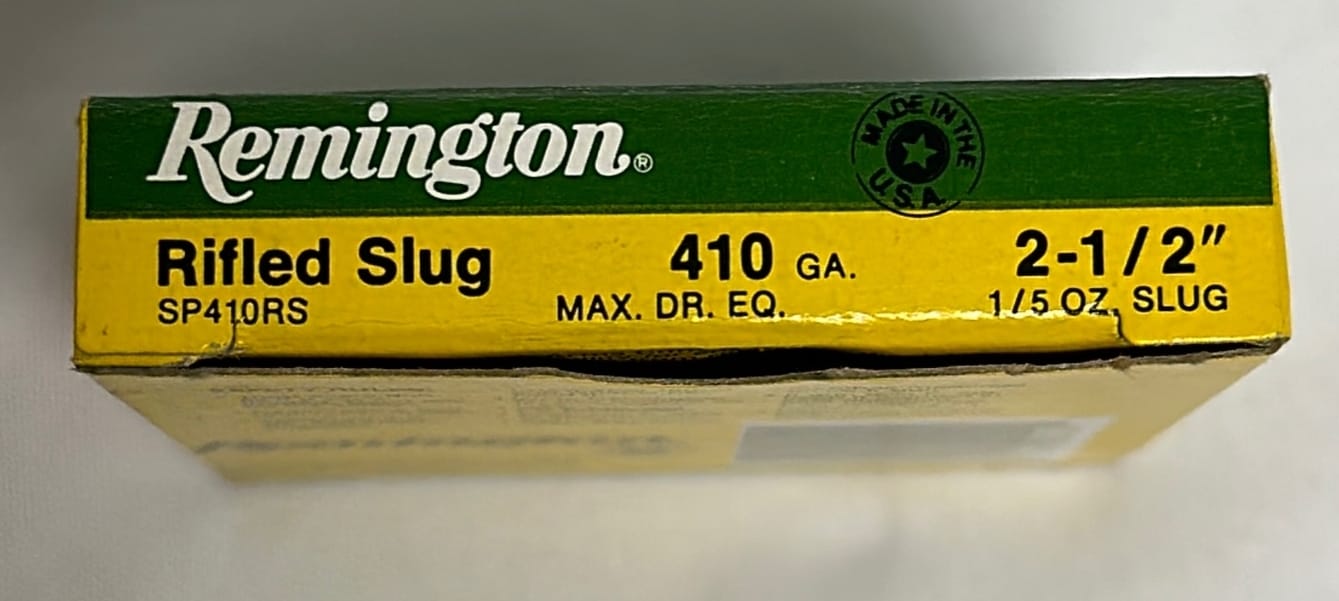 Remington®
MADE IN THE
U.S.A.
Rifled Slug 410 GA. 2-1/2"
SP410RS MAX. DR. EQ. 1/5 OZ. SLUG